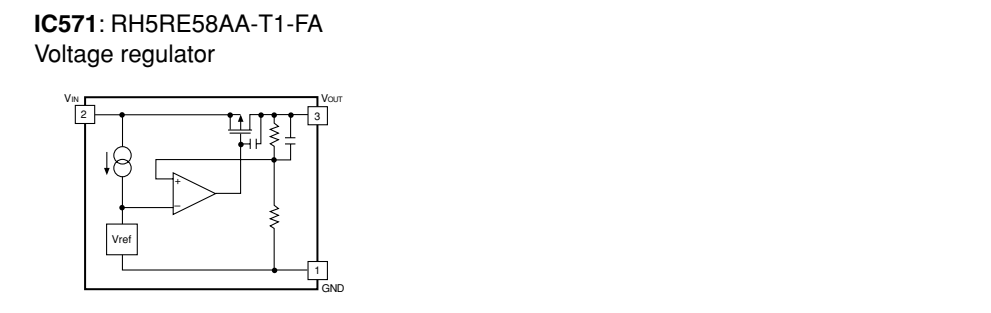 IC571: RH5RE58AA-T1-FA
Voltage regulator
VIN
VOUT
2
3
+
−
Vref
1
GND